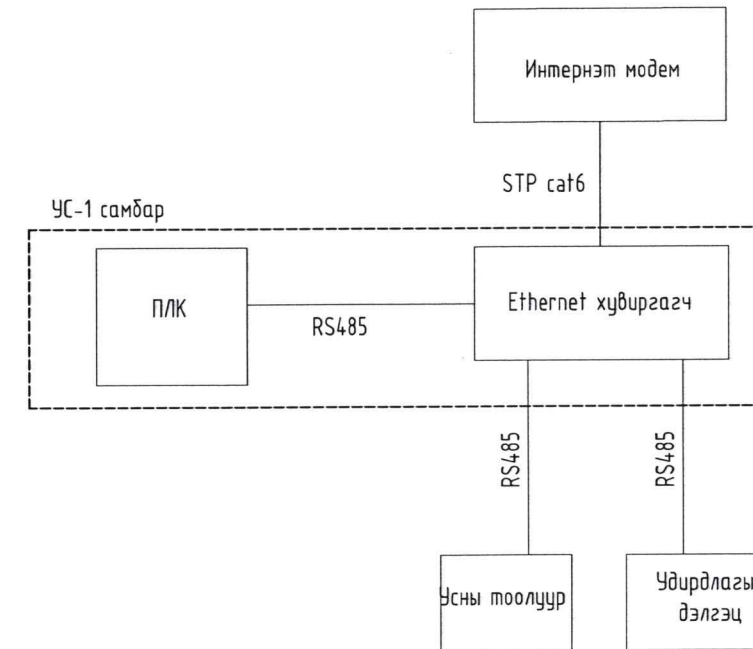 Интернэт модем
STP cat6
УС-1 самбар
ПЛК
RS485
Ethernet хувиргагч
RS485
RS485
Усны тоолуур
Удирдлагы
дэлгэц